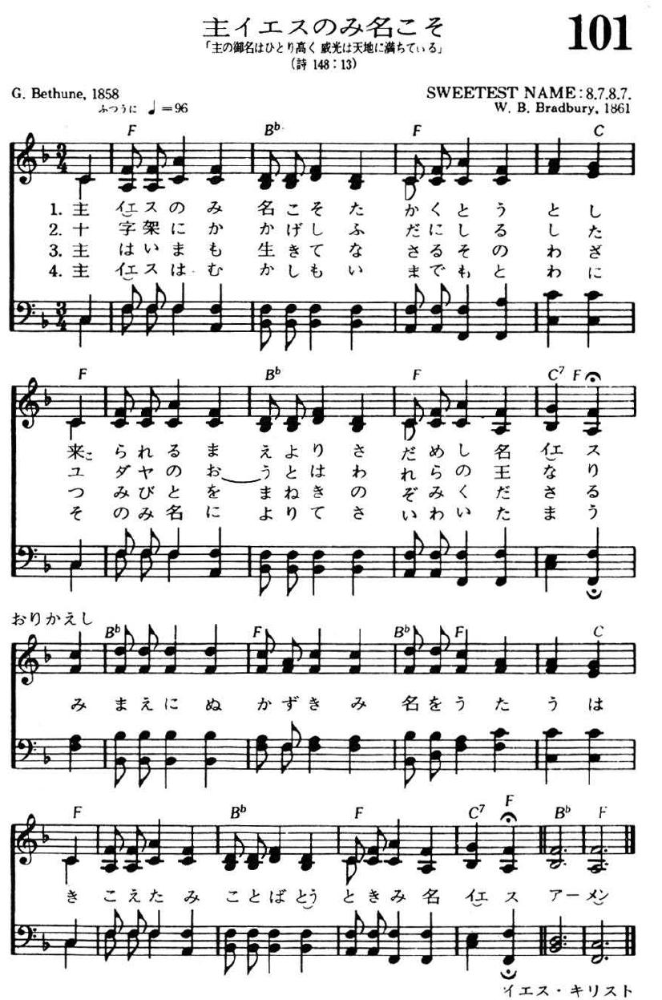 主イエスのみ名こそ
101
「主の御名はひとり高く 威光は天地に満ちている」
(詩 148：13)
G. Bethune, 1858
SWEETEST NAME：8.7.8.7.
ふつうに ♩=96
W. B. Bradbury, 1861
F Bb F C
1. 主 イエスのみ 名こそた かくとう とし
2. 十 字架にか かげしふ だにしる した
3. 主 はいまも 生きてな さるその わざ
4. 主 イエスはむ かしもい までもと わに
F Bb F C7 F
来こ られるま えよりさ だめし名 イエス
ユ ダヤのお うとはわ れらの王 なり
つ みびとを まねきの ぞみくだ さる
そ のみ名に よりてさ いわいた まう
おりかえし
Bb F Bb F C
み まえにぬ かずきみ 名をうた うは
F Bb F C7 F Bb F
き こえたみ ことばとう ときみ名 イエス アーメン
イエス・キリスト